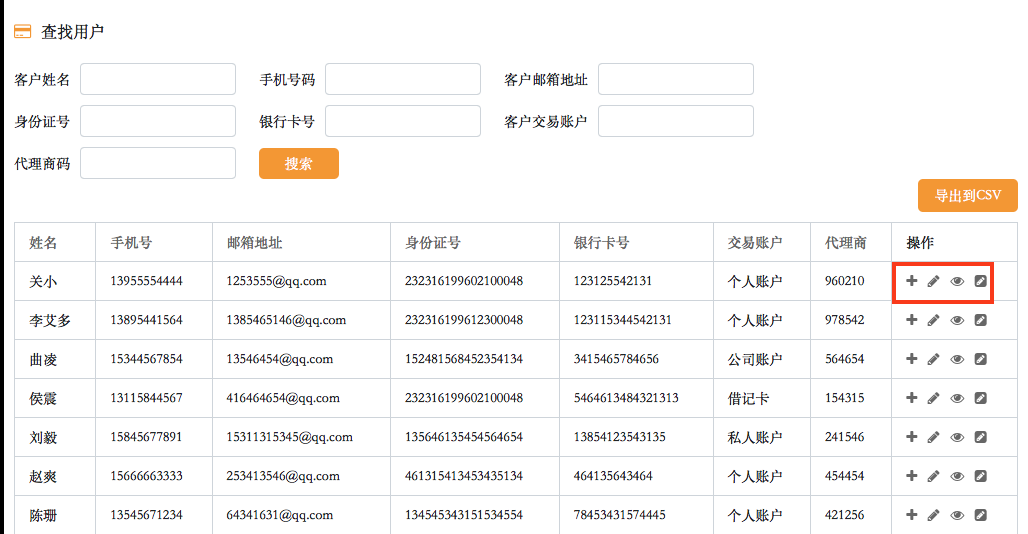 查找用户
客户姓名 手机号码 客户邮箱地址
身份证号 银行卡号 客户交易账户
代理商码 搜索
导出到CSV
姓名 手机号 邮箱地址 身份证号 银行卡号 交易账户 代理商 操作
关小 13955554444 1253555@qq.com 232316199602100048 123125542131 个人账户 960210
李艾多 13895441564 1385465146@qq.com 232316199612300048 123115344542131 个人账户 978542
曲凌 15344567854 13546454@qq.com 152481568452354134 3415465784656 公司账户 564654
侯震 13115844567 416464654@qq.com 232316199602100048 5464613484321313 借记卡 154315
刘毅 15845677891 15311315345@qq.com 135646135454564654 13854123543135 私人账户 241546
赵爽 15666663333 253413546@qq.com 461315413453435134 464135643464 个人账户 454454
陈珊 13545671234 64341631@qq.com 134545343151534554 78453431574445 个人账户 421256